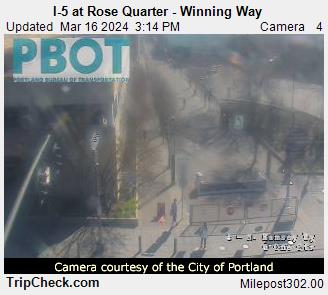 I-5 at Rose Quarter - Winning Way
Updated Mar 16 2024 3:14 PM Camera 4
PBOT
PORTLAND BUREAU OF TRANSPORTATION
Camera courtesy of the City of Portland
TripCheck.com Milepost302.00